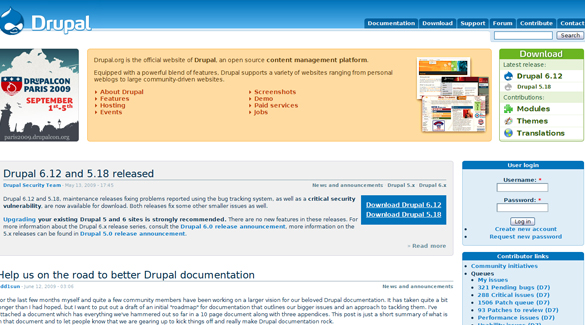 Drupal
Documentation Download Support Forum Contribute Contact
Search
DRUPALCON
PARIS 2009
SEPTEMBER
1st-5th
paris2009.drupalcon.org
Drupal.org is the official website of Drupal, an open source content management platform.
Equipped with a powerful blend of features, Drupal supports a variety of websites ranging from personal
weblogs to large community-driven websites.
About Drupal
Features
Hosting
Events
Screenshots
Demo
Paid services
Jobs
Download
Latest release:
Drupal 6.12
Drupal 5.18
Contributions:
Modules
Themes
Translations
Drupal 6.12 and 5.18 released
Drupal Security Team - May 13, 2009 - 17:45
News and announcements Drupal 5.x Drupal 6.x
Drupal 6.12 and 5.18, maintenance releases fixing problems reported using the bug tracking system, as well as a critical security
vulnerability, are now available for download. Both releases fix some other smaller issues as well.
Download Drupal 6.12
Download Drupal 5.18
Upgrading your existing Drupal 5 and 6 sites is strongly recommended. There are no new features in these releases. For
more information about the Drupal 6.x release series, consult the Drupal 6.0 release announcement, more information on the
5.x releases can be found in Drupal 5.0 release announcement.
» Read more
Help us on the road to better Drupal documentation
- June 12, 2009 - 03:06
News and announcements
or the last few months myself and quite a few community members have been working on a larger vision for our beloved Drupal documentation. It has taken quite a bit
onger than I had hoped, but I want to put out a draft of an initial "roadmap" for documentation that outlines our bigger issues and an approach to tackling them. I've
ttached a document which has everything we've hammered out so far in a 10 page document along with three appendices. This post is just a short summary of what is
n that document and to let people know that we are gearing up to kick things off and really make Drupal documentation rock.
User login
Username: *
Password: *
Log in
Create new account
Request new password
Contributor links
Community initiatives
Queues
My issues
321 Pending bugs (D7)
288 Critical issues (D7)
1506 Patch queue (D7)
93 Patches to review (D7)
Performance issues (D7)